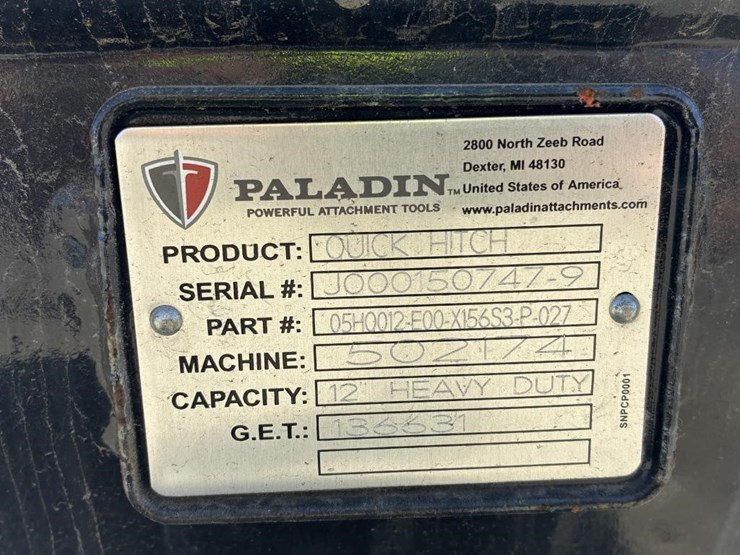 2800 North Zeeb Road
Dexter, MI 48130
PALADIN™ United States of America
POWERFUL ATTACHMENT TOOLS www.paladinattachments.com
PRODUCT: QUICK HITCH
SERIAL #: J000150747-9
PART #: 05HQ012-E00-X156S3-P-027
MACHINE: 502174
CAPACITY: 12" HEAVY DUTY
G.E.T.: 136631
SNPCP0001